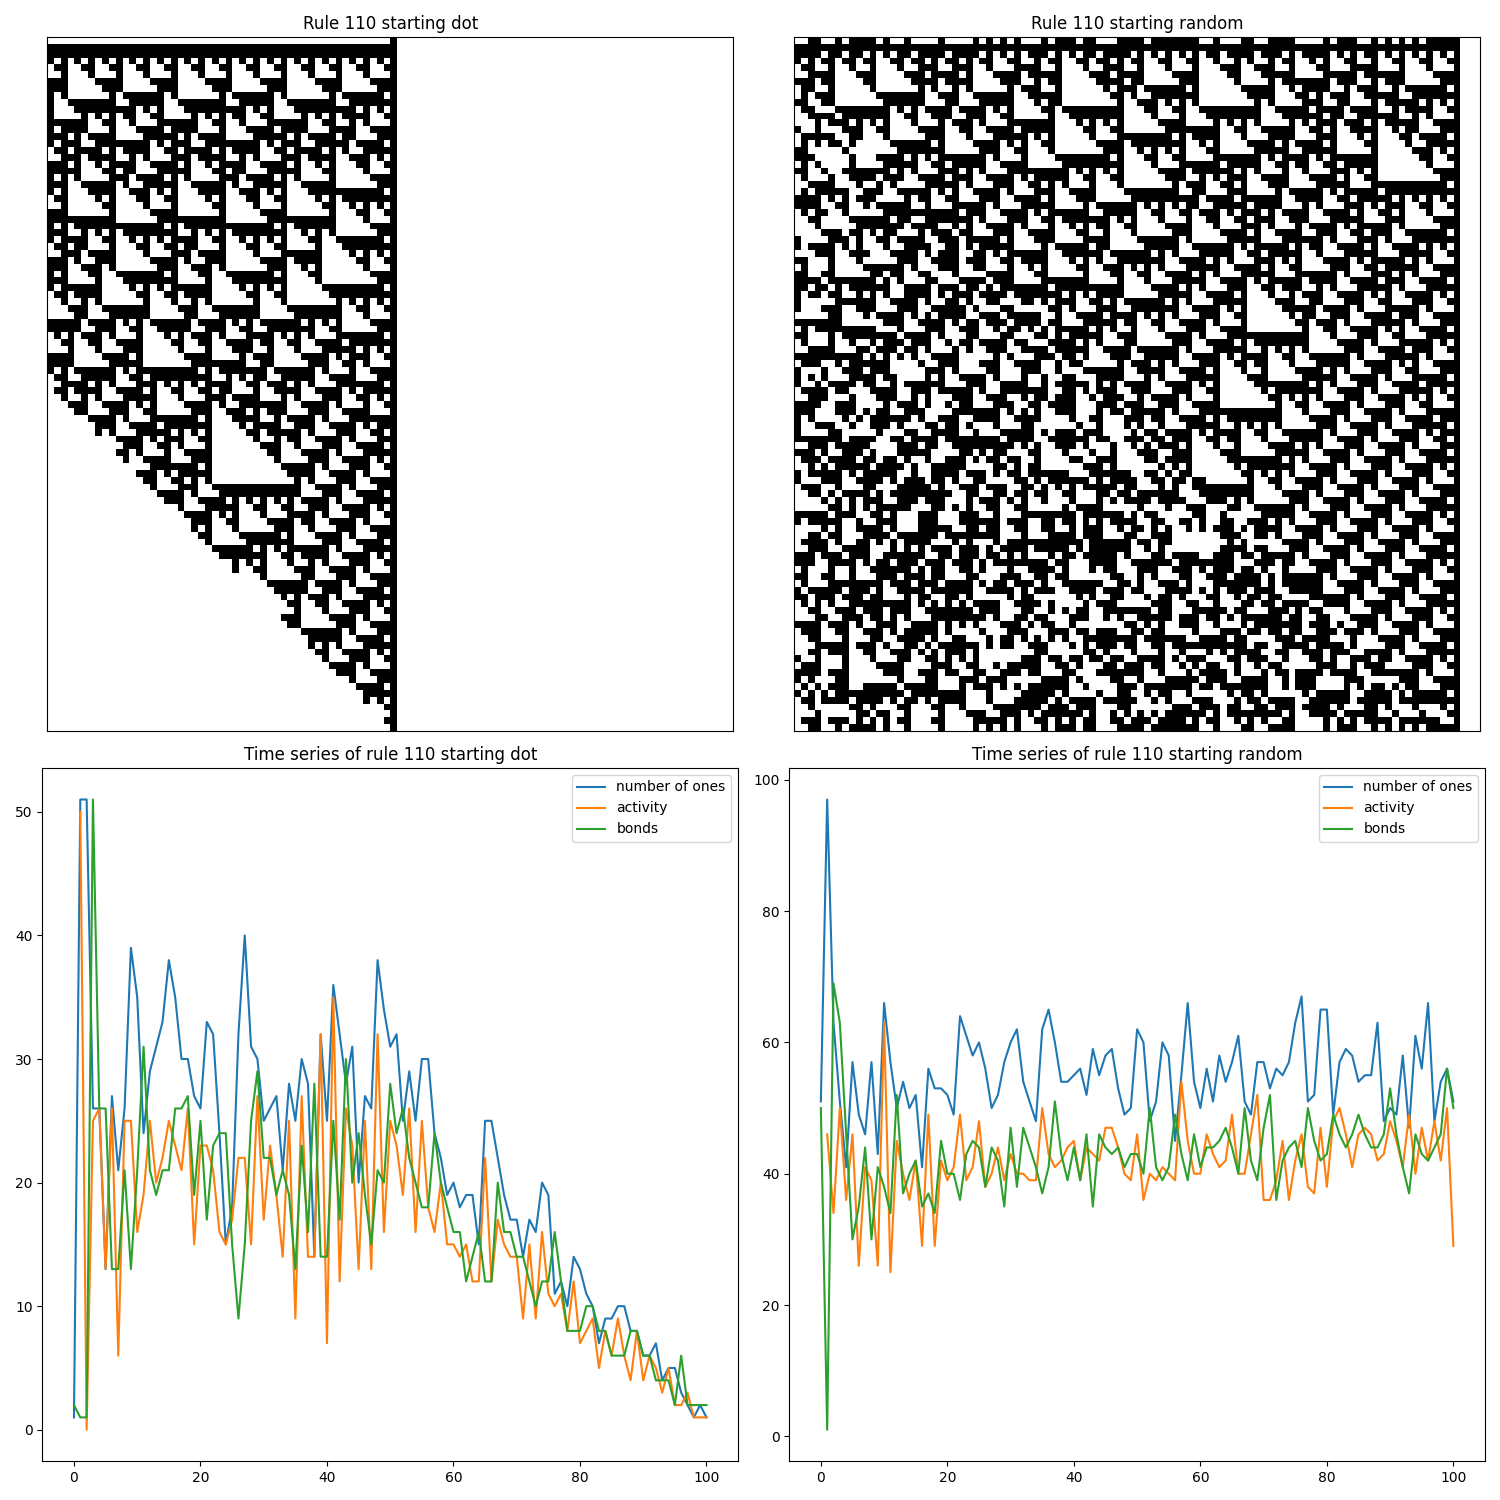 Rule 110 starting dot
Rule 110 starting random
Time series of rule 110 starting dot
number of ones
activity
bonds
50
40
30
20
10
0
0 20 40 60 80 100
Time series of rule 110 starting random
number of ones
activity
bonds
100
80
60
40
20
0
0 20 40 60 80 100